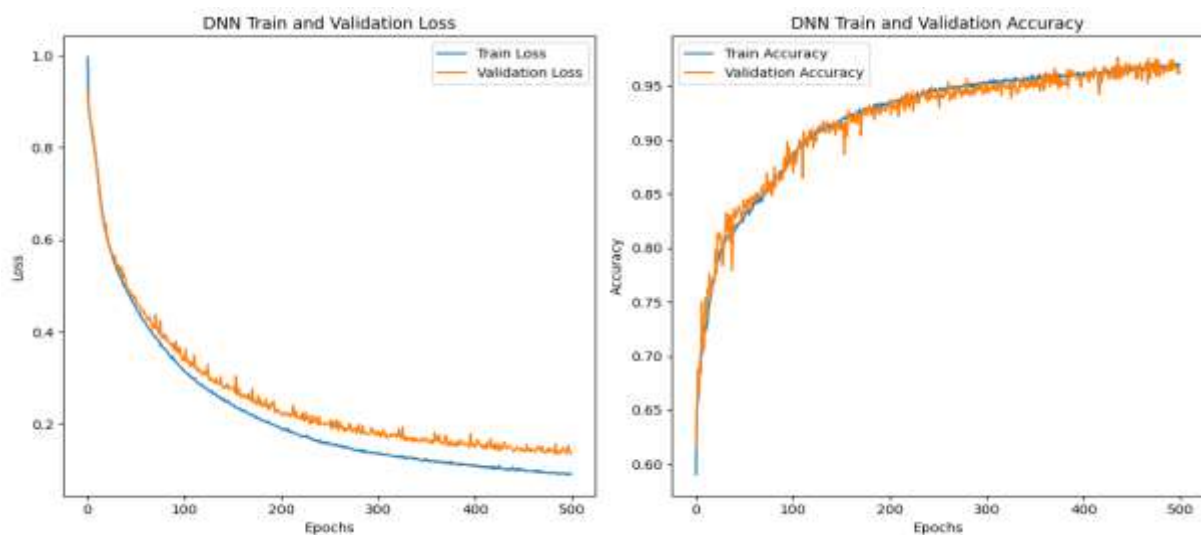 DNN Train and Validation Loss
1.0
0.8
0.6
0.4
0.2
Loss
Train Loss
Validation Loss
0 100 200 300 400 500
Epochs
DNN Train and Validation Accuracy
0.95
0.90
0.85
0.80
0.75
0.70
0.65
0.60
Accuracy
Train Accuracy
Validation Accuracy
0 100 200 300 400 500
Epochs